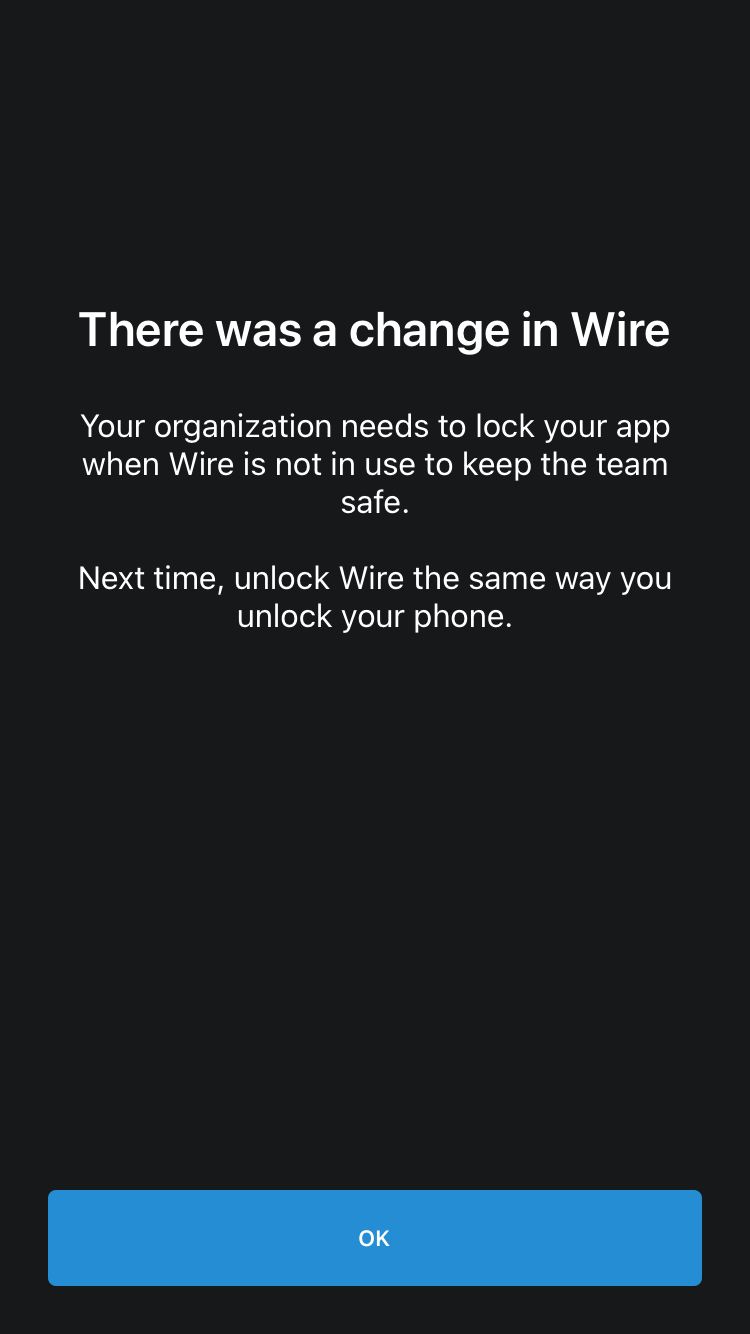 There was a change in Wire
Your organization needs to lock your app
when Wire is not in use to keep the team
safe.
Next time, unlock Wire the same way you
unlock your phone.
OK